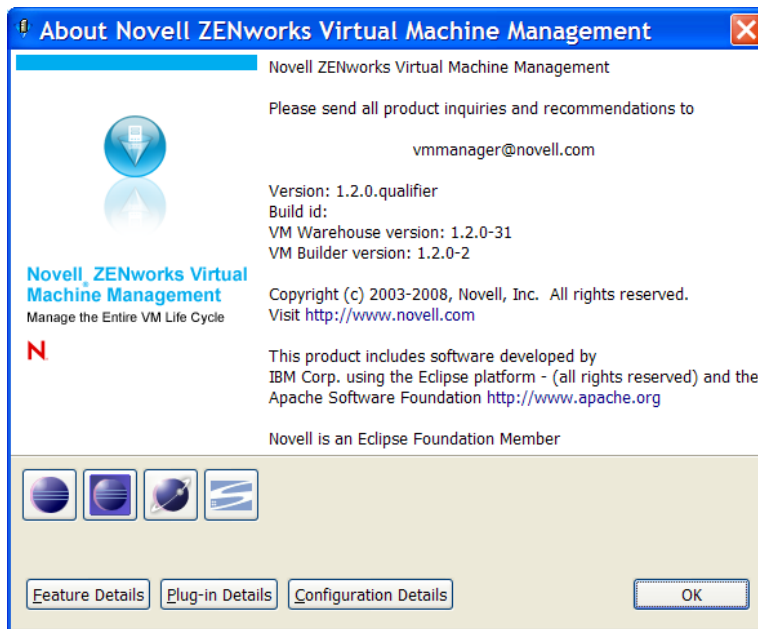 About Novell ZENworks Virtual Machine Management
Novell ZENworks Virtual Machine Management
Please send all product inquiries and recommendations to
vmmanager@novell.com
Version: 1.2.0.qualifier
Build id:
VM Warehouse version: 1.2.0-31
VM Builder version: 1.2.0-2
Novell® ZENworks Virtual
Machine Management
Manage the Entire VM Life Cycle
N
Copyright (c) 2003-2008, Novell, Inc.  All rights reserved.
Visit http://www.novell.com
This product includes software developed by
IBM Corp. using the Eclipse platform - (all rights reserved) and the
Apache Software Foundation http://www.apache.org
Novell is an Eclipse Foundation Member
Feature Details
Plug-in Details
Configuration Details
OK